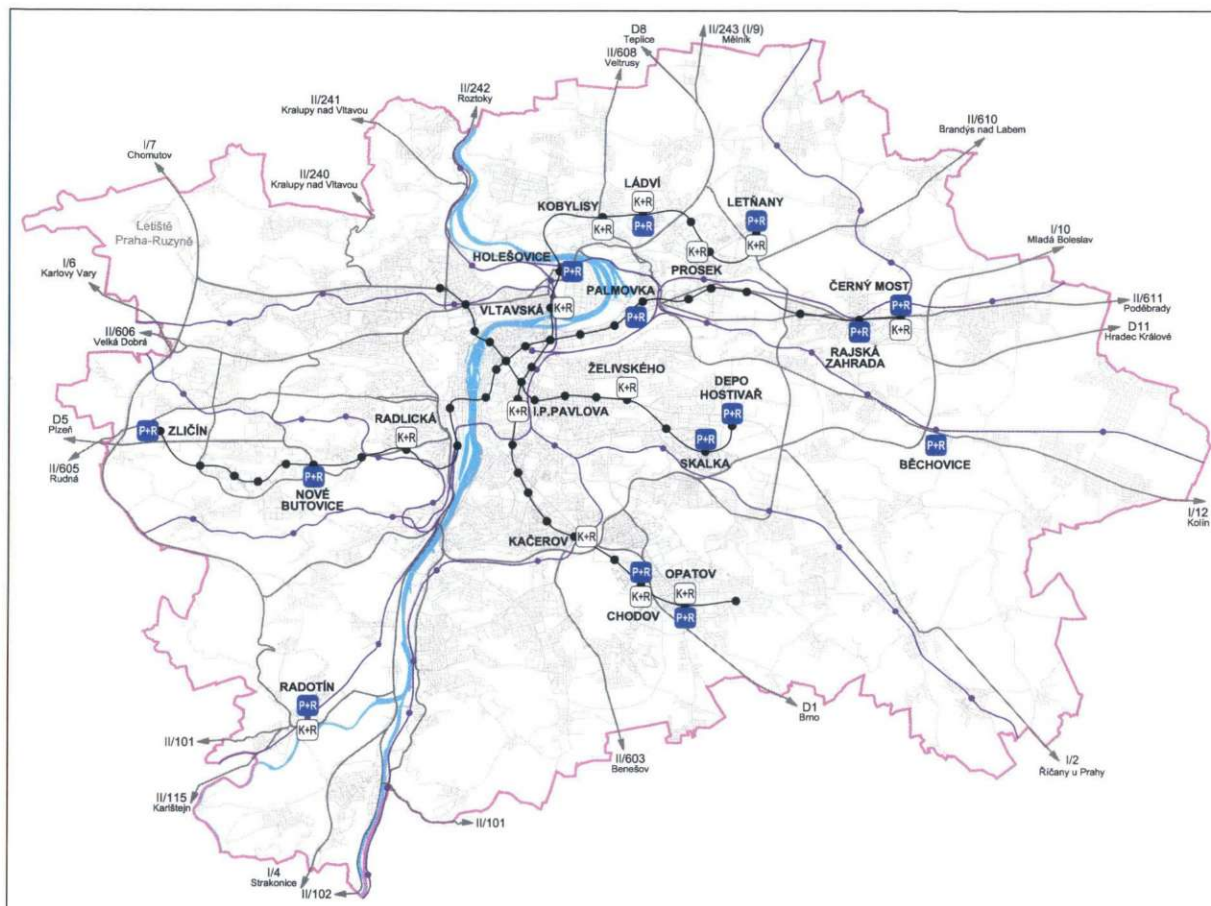 D8
Teplice
II/243 (I/9)
Mělník
II/608
Veltrusy
II/242
Roztoky
II/241
Kralupy nad Vltavou
II/610
Brandýs nad Labem
I/7
Chomutov
II/240
Kralupy nad Vltavou
LÁDVÍ
K+R
P+R
LETŇANY
P+R
K+R
KOBYLISY
K+R
Letiště
Praha-Ruzyně
I/10
Mladá Boleslav
PROSEK
K+R
HOLEŠOVICE
P+R
I/6
Karlovy Vary
PALMOVKA
P+R
ČERNÝ MOST
P+R
K+R
VLTAVSKÁ
K+R
II/611
Poděbrady
II/606
Velká Dobrá
D11
Hradec Králové
RAJSKÁ
ZAHRADA
P+R
ŽELIVSKÉHO
K+R
DEPO
HOSTIVAŘ
P+R
I.P.PAVLOVA
K+R
RADLICKÁ
K+R
D5
Plzeň
P+R
ZLIČÍN
P+R
SKALKA
P+R
BĚCHOVICE
II/605
Rudná
P+R
NOVÉ
BUTOVICE
I/12
Kolín
KAČEROV
K+R
P+R
K+R
CHODOV
OPATOV
K+R
P+R
RADOTÍN
P+R
K+R
D1
Brno
II/101
II/603
Benešov
I/2
Říčany u Prahy
II/115
Karlštejn
II/101
I/4
Strakonice
II/102